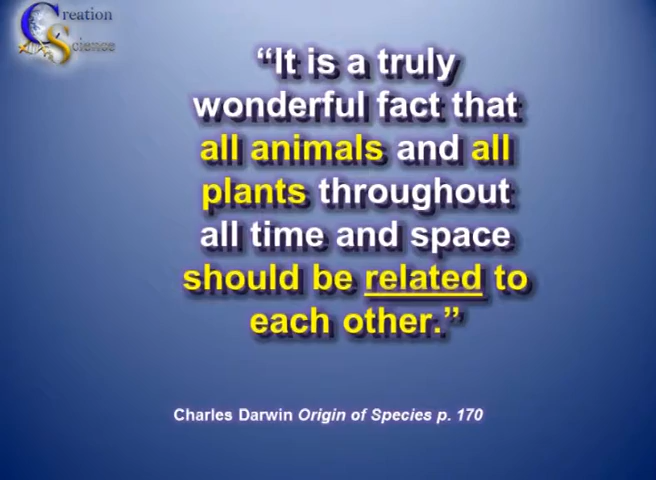 Creation
Science
“It is a truly
wonderful fact that
all animals and all
plants throughout
all time and space
should be related to
each other.”
Charles Darwin Origin of Species p. 170